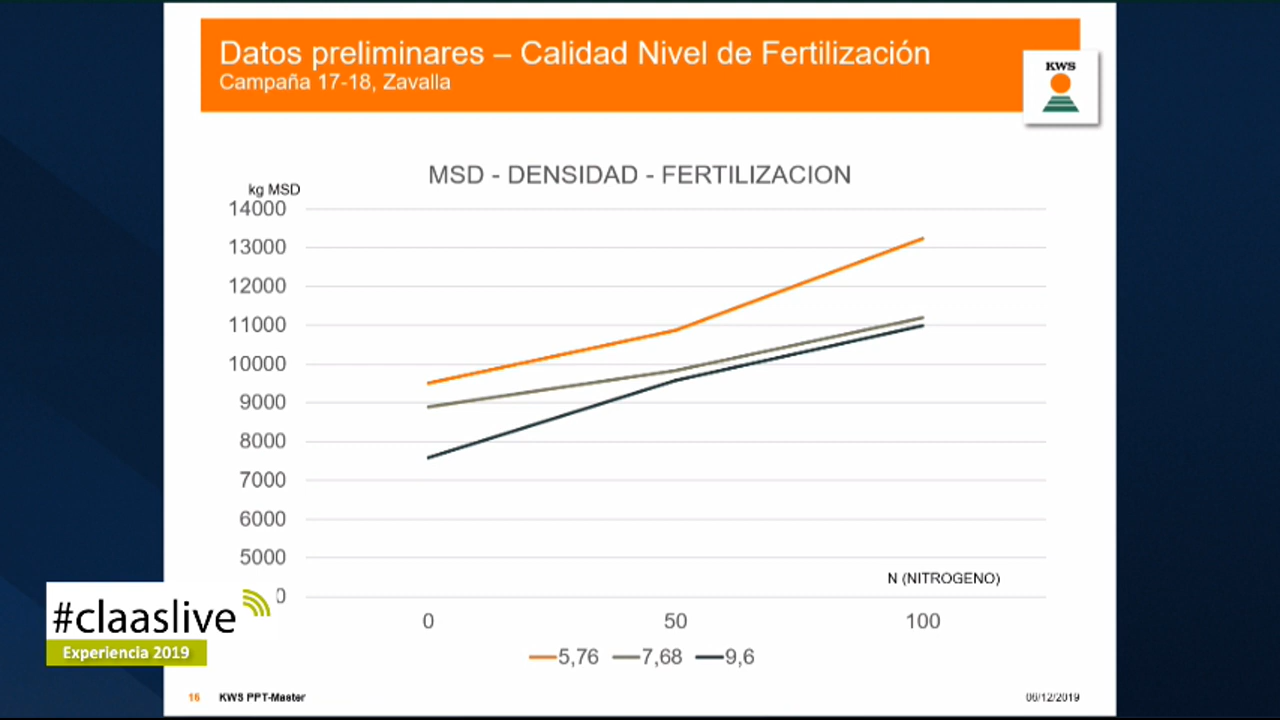 Datos preliminares – Calidad Nivel de Fertilización
Campaña 17-18, Zavalla
KWS
MSD - DENSIDAD - FERTILIZACION
kg MSD
14000
13000
12000
11000
10000
9000
8000
7000
6000
5000
0
N (NITROGENO)
0 50 100
5,76 7,68 9,6
#claaslive
Experiencia 2019
16 KWS PPT-Master 06/12/2019